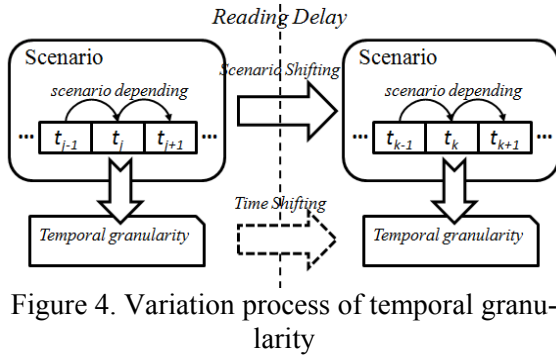 Reading Delay
Scenario
Scenario Shifting
Scenario
scenario depending
scenario depending
... t_{j-1} t_j t_{j+1} ...
... t_{k-1} t_k t_{k+1} ...
Time Shifting
Temporal granularity
Temporal granularity
Figure 4. Variation process of temporal granu-
larity